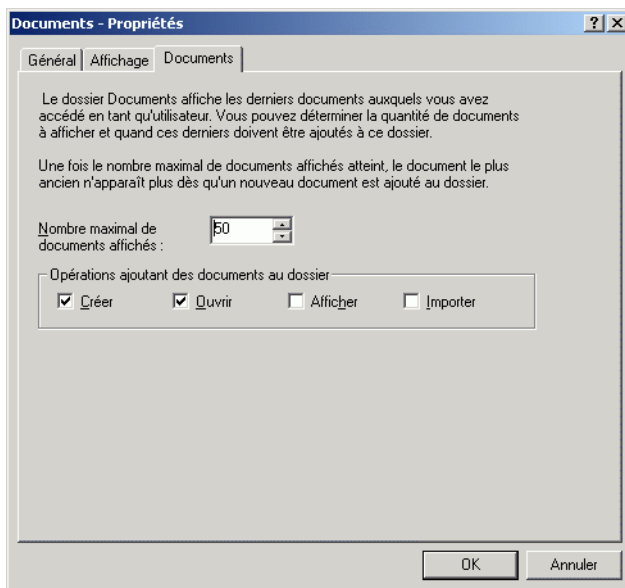 Documents - Propriétés
Général Affichage Documents
Le dossier Documents affiche les derniers documents auxquels vous avez
accédé en tant qu'utilisateur. Vous pouvez déterminer la quantité de documents
à afficher et quand ces derniers doivent être ajoutés à ce dossier.
Une fois le nombre maximal de documents affichés atteint, le document le plus
ancien n'apparaît plus dès qu'un nouveau document est ajouté au dossier.
Nombre maximal de
documents affichés :
50
Opérations ajoutant des documents au dossier
Créer Ouvrir Afficher Importer
OK Annuler